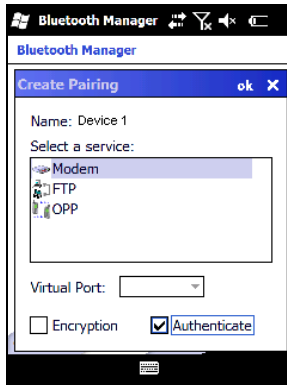 Bluetooth Manager
Bluetooth Manager
Create Pairing ok
Name: Device 1
Select a service:
Modem
FTP
OPP
Virtual Port:
Encryption Authenticate